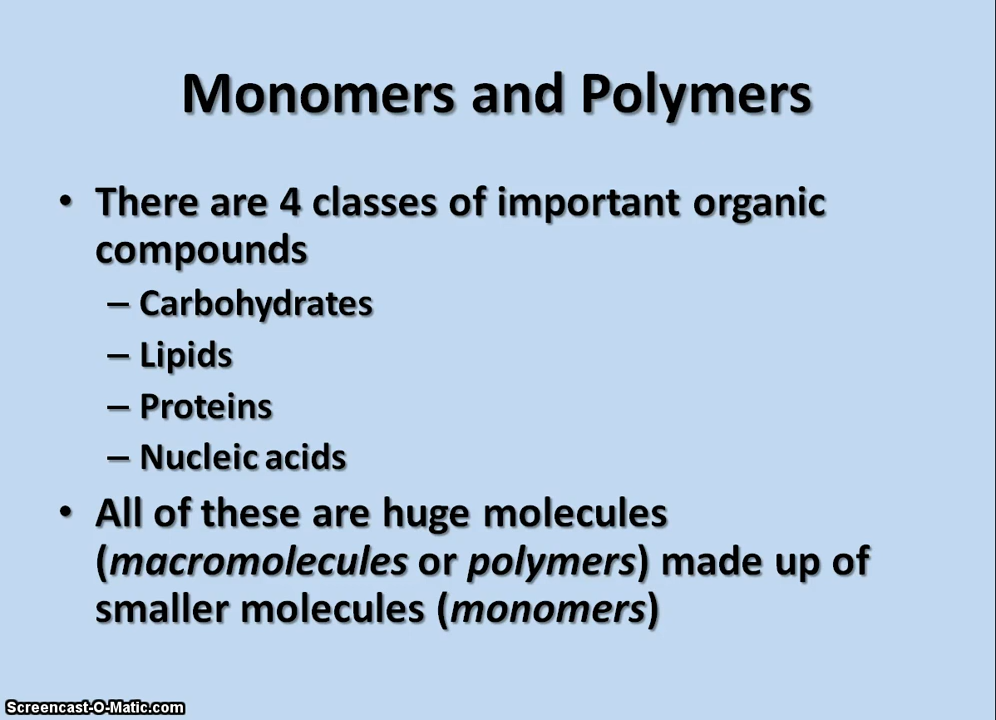 Monomers and Polymers
• There are 4 classes of important organic
compounds
– Carbohydrates
– Lipids
– Proteins
– Nucleic acids
• All of these are huge molecules
(macromolecules or polymers) made up of
smaller molecules (monomers)
Screencast-O-Matic.com